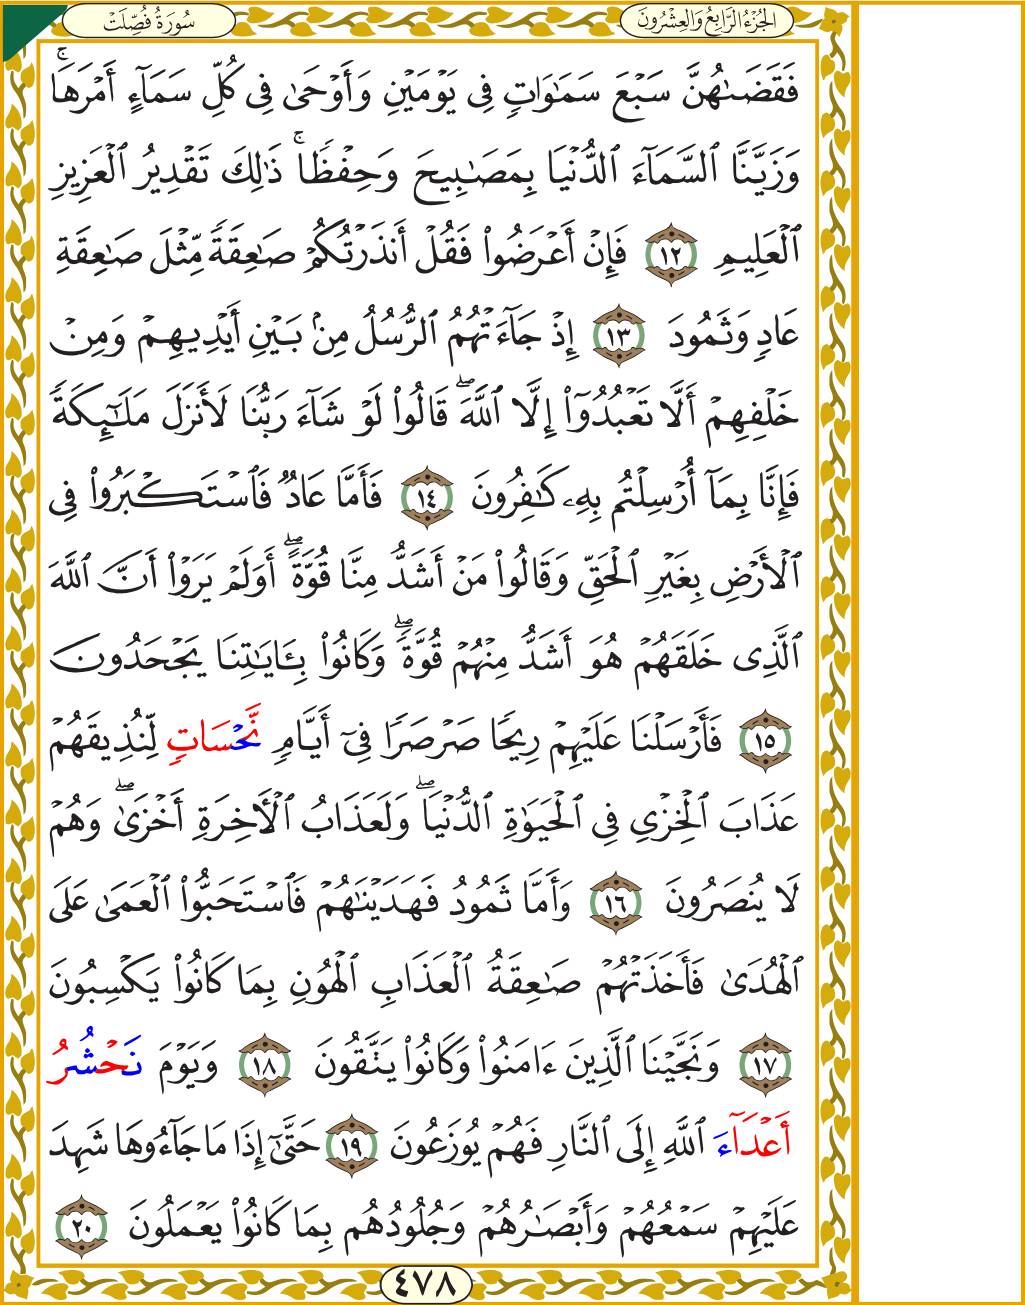 الجُزْءُ الرَّابِعُ وَالعِشْرُونَ
سُورَةُ فُصِّلَتْ
فَقَضَىٰهُنَّ سَبۡعَ سَمَٰوَاتٖ فِي يَوۡمَيۡنِ وَأَوۡحَىٰ فِي كُلِّ سَمَآءٍ أَمۡرَهَاۚ
وَزَيَّنَّا ٱلسَّمَآءَ ٱلدُّنۡيَا بِمَصَٰبِيحَ وَحِفۡظٗاۚ ذَٰلِكَ تَقۡدِيرُ ٱلۡعَزِيزِ
ٱلۡعَلِيمِ ١٢ فَإِنۡ أَعۡرَضُواْ فَقُلۡ أَنذَرۡتُكُمۡ صَٰعِقَةٗ مِّثۡلَ صَٰعِقَةِ
عَادٖ وَثَمُودَ ١٣ إِذۡ جَآءَتۡهُمُ ٱلرُّسُلُ مِنۢ بَيۡنِ أَيۡدِيهِمۡ وَمِنۡ
خَلۡفِهِمۡ أَلَّا تَعۡبُدُوٓاْ إِلَّا ٱللَّهَۖ قَالُواْ لَوۡ شَآءَ رَبُّنَا لَأَنزَلَ مَلَٰٓئِكَةٗ
فَإِنَّا بِمَآ أُرۡسِلۡتُم بِهِۦ كَٰفِرُونَ ١٤ فَأَمَّا عَادٞ فَٱسۡتَكۡبَرُواْ فِي
ٱلۡأَرۡضِ بِغَيۡرِ ٱلۡحَقِّ وَقَالُواْ مَنۡ أَشَدُّ مِنَّا قُوَّةًۖ أَوَلَمۡ يَرَوۡاْ أَنَّ ٱللَّهَ
ٱلَّذِي خَلَقَهُمۡ هُوَ أَشَدُّ مِنۡهُمۡ قُوَّةٗۖ وَكَانُواْ بِـَٔايَٰتِنَا يَجۡحَدُونَ
١٥ فَأَرۡسَلۡنَا عَلَيۡهِمۡ رِيحٗا صَرۡصَرٗا فِيٓ أَيَّامٖ نَّحۡسَاتٖ لِّنُذِيقَهُمۡ
عَذَابَ ٱلۡخِزۡيِ فِي ٱلۡحَيَوٰةِ ٱلدُّنۡيَاۖ وَلَعَذَابُ ٱلۡأٓخِرَةِ أَخۡزَىٰۖ وَهُمۡ
لَا يُنصَرُونَ ١٦ وَأَمَّا ثَمُودُ فَهَدَيۡنَٰهُمۡ فَٱسۡتَحَبُّواْ ٱلۡعَمَىٰ عَلَى
ٱلۡهُدَىٰ فَأَخَذَتۡهُمۡ صَٰعِقَةُ ٱلۡعَذَابِ ٱلۡهُونِ بِمَا كَانُواْ يَكۡسِبُونَ
١٧ وَنَجَّيۡنَا ٱلَّذِينَ ءَامَنُواْ وَكَانُواْ يَتَّقُونَ ١٨ وَيَوۡمَ نَحۡشُرُ
أَعۡدَآءَ ٱللَّهِ إِلَى ٱلنَّارِ فَهُمۡ يُوزَعُونَ ١٩ حَتَّىٰٓ إِذَا مَا جَآءُوهَا شَهِدَ
عَلَيۡهِمۡ سَمۡعُهُمۡ وَأَبۡصَٰرُهُمۡ وَجُلُودُهُم بِمَا كَانُواْ يَعۡمَلُونَ ٢٠
٤٧٨